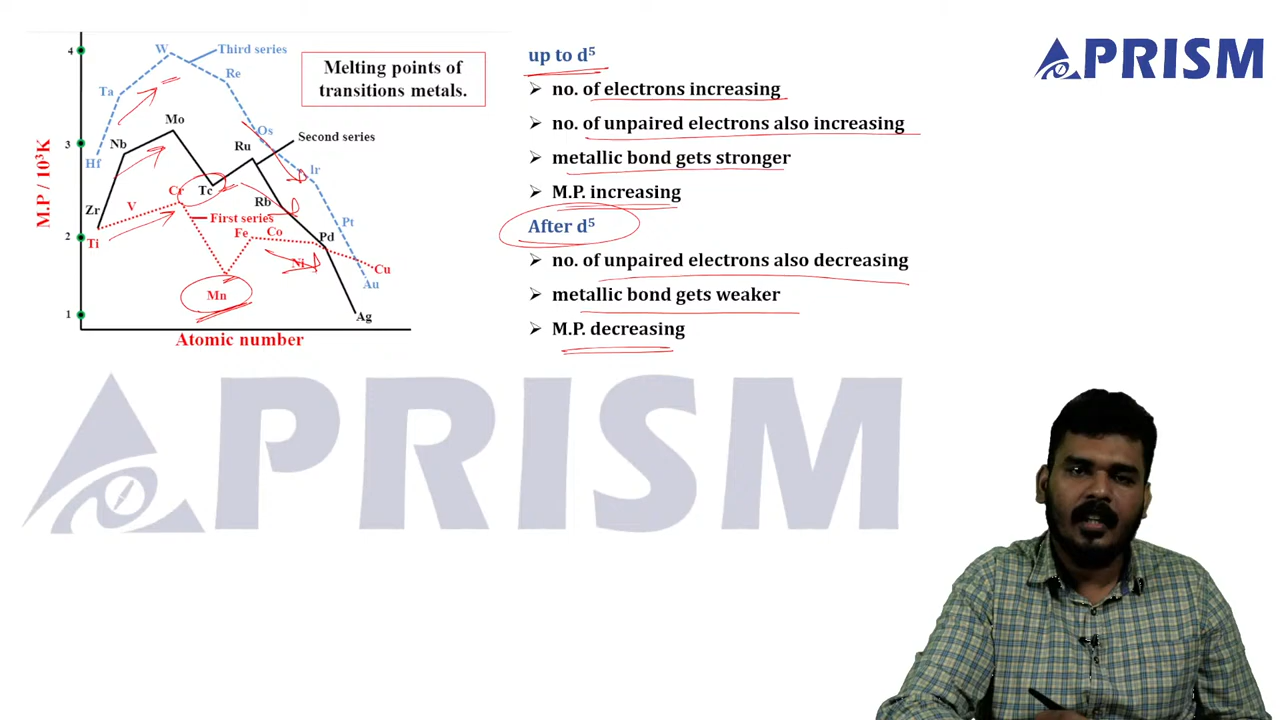 4
3
2
1
M.P / 10³K
Atomic number
W
Third series
Ta
Re
Melting points of
transitions metals.
Mo
Os
Second series
Nb
Ru
Hf
Ir
Cr
Tc
Zr
V
Rb
First series
Pt
Ti
Fe
Co
Pd
Ni
Cu
Mn
Au
Ag
up to d⁵
➢ no. of electrons increasing
➢ no. of unpaired electrons also increasing
➢ metallic bond gets stronger
➢ M.P. increasing
After d⁵
➢ no. of unpaired electrons also decreasing
➢ metallic bond gets weaker
➢ M.P. decreasing
PRISM
PRISM